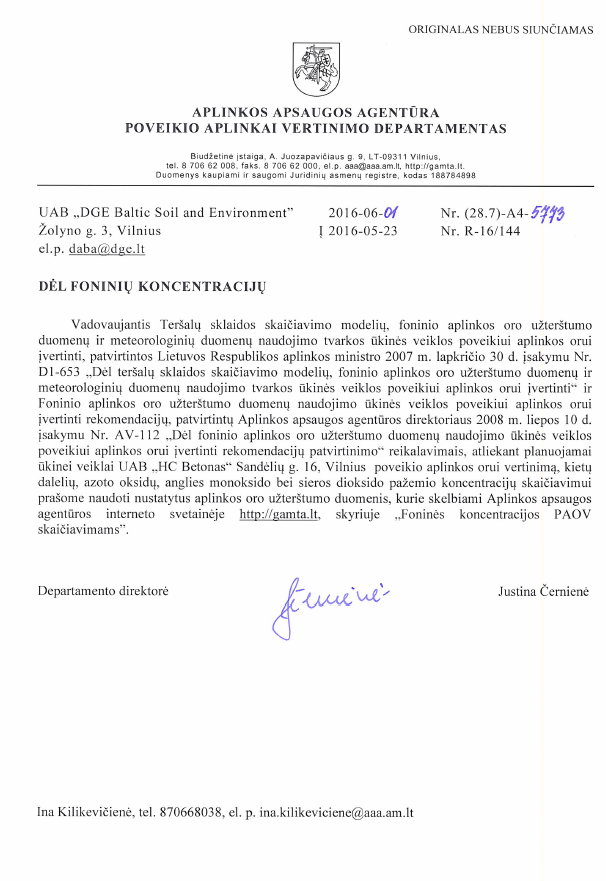 ORIGINALAS NEBUS SIUNČIAMAS
APLINKOS APSAUGOS AGENTŪRA
POVEIKIO APLINKAI VERTINIMO DEPARTAMENTAS
Biudžetinė įstaiga, A. Juozapavičiaus g. 9, LT-09311 Vilnius,
tel. 8 706 62 008, faks. 8 706 62 000, el.p. aaa@aaa.am.lt, http://gamta.lt.
Duomenys kaupiami ir saugomi Juridinių asmenų registre, kodas 188784898
UAB „DGE Baltic Soil and Environment” 2016-06-01 Nr. (28.7)-A4-5773
Žolyno g. 3, Vilnius Į 2016-05-23 Nr. R-16/144
el.p. daba@dge.lt
DĖL FONINIŲ KONCENTRACIJŲ
Vadovaujantis Teršalų sklaidos skaičiavimo modelių, foninio aplinkos oro užterštumo
duomenų ir meteorologinių duomenų naudojimo tvarkos ūkinės veiklos poveikiui aplinkos orui
įvertinti, patvirtintos Lietuvos Respublikos aplinkos ministro 2007 m. lapkričio 30 d. įsakymu Nr.
D1-653 „Dėl teršalų sklaidos skaičiavimo modelių, foninio aplinkos oro užterštumo duomenų ir
meteorologinių duomenų naudojimo tvarkos ūkinės veiklos poveikiui aplinkos orui įvertinti“ ir
Foninio aplinkos oro užterštumo duomenų naudojimo ūkinės veiklos poveikiui aplinkos orui
įvertinti rekomendacijų, patvirtintų Aplinkos apsaugos agentūros direktoriaus 2008 m. liepos 10 d.
įsakymu Nr. AV-112 „Dėl foninio aplinkos oro užterštumo duomenų naudojimo ūkinės veiklos
poveikiui aplinkos orui įvertinti rekomendacijų patvirtinimo“ reikalavimais, atliekant planuojamai
ūkinei veiklai UAB „HC Betonas“ Sandėlių g. 16, Vilnius poveikio aplinkos orui vertinimą, kietų
dalelių, azoto oksidų, anglies monoksido bei sieros dioksido pažemio koncentracijų skaičiavimui
prašome naudoti nustatytus aplinkos oro užterštumo duomenis, kurie skelbiami Aplinkos apsaugos
agentūros interneto svetainėje http://gamta.lt, skyriuje „Foninės koncentracijos PAOV
skaičiavimams”.
Departamento direktorė Justina Černienė
Ina Kilikevičienė, tel. 870668038, el. p. ina.kilikeviciene@aaa.am.lt